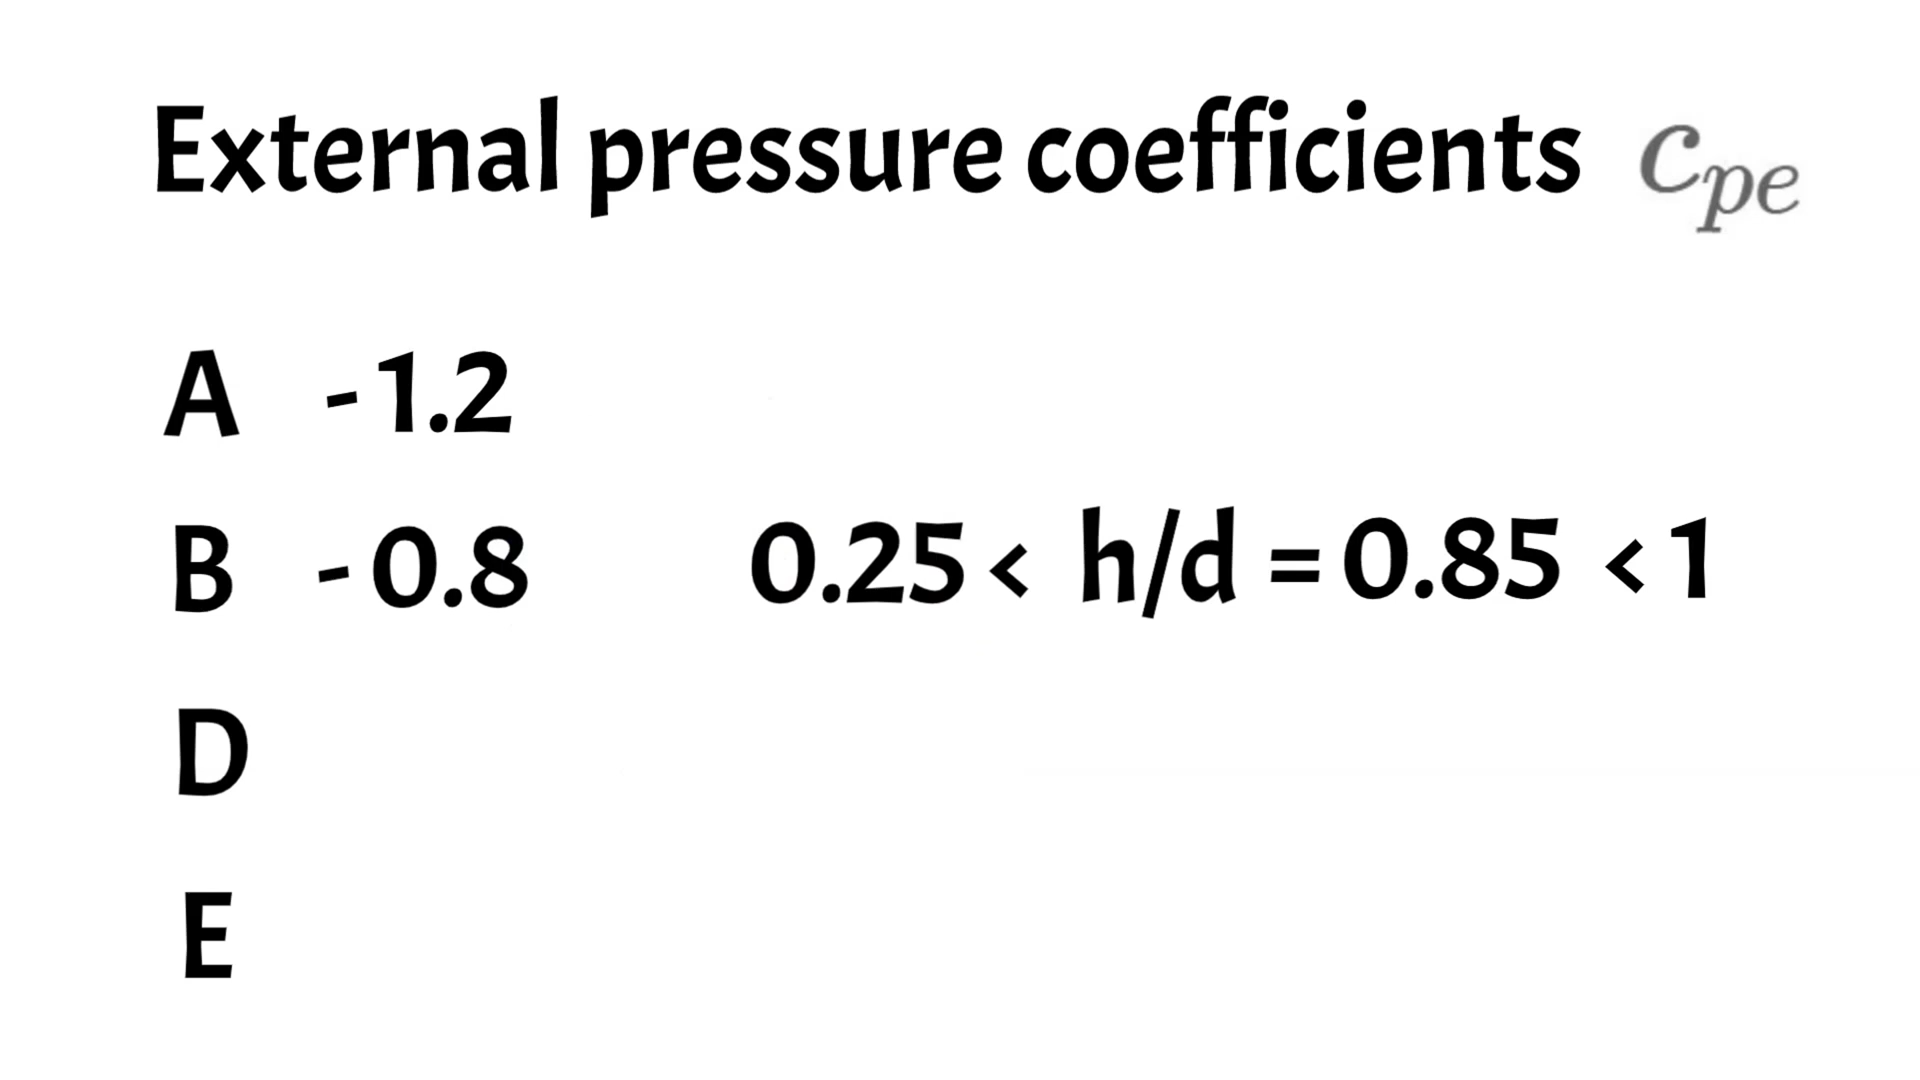 External pressure coefficients cpe
A -1.2
B -0.8 0.25 < h/d = 0.85 < 1
D
E